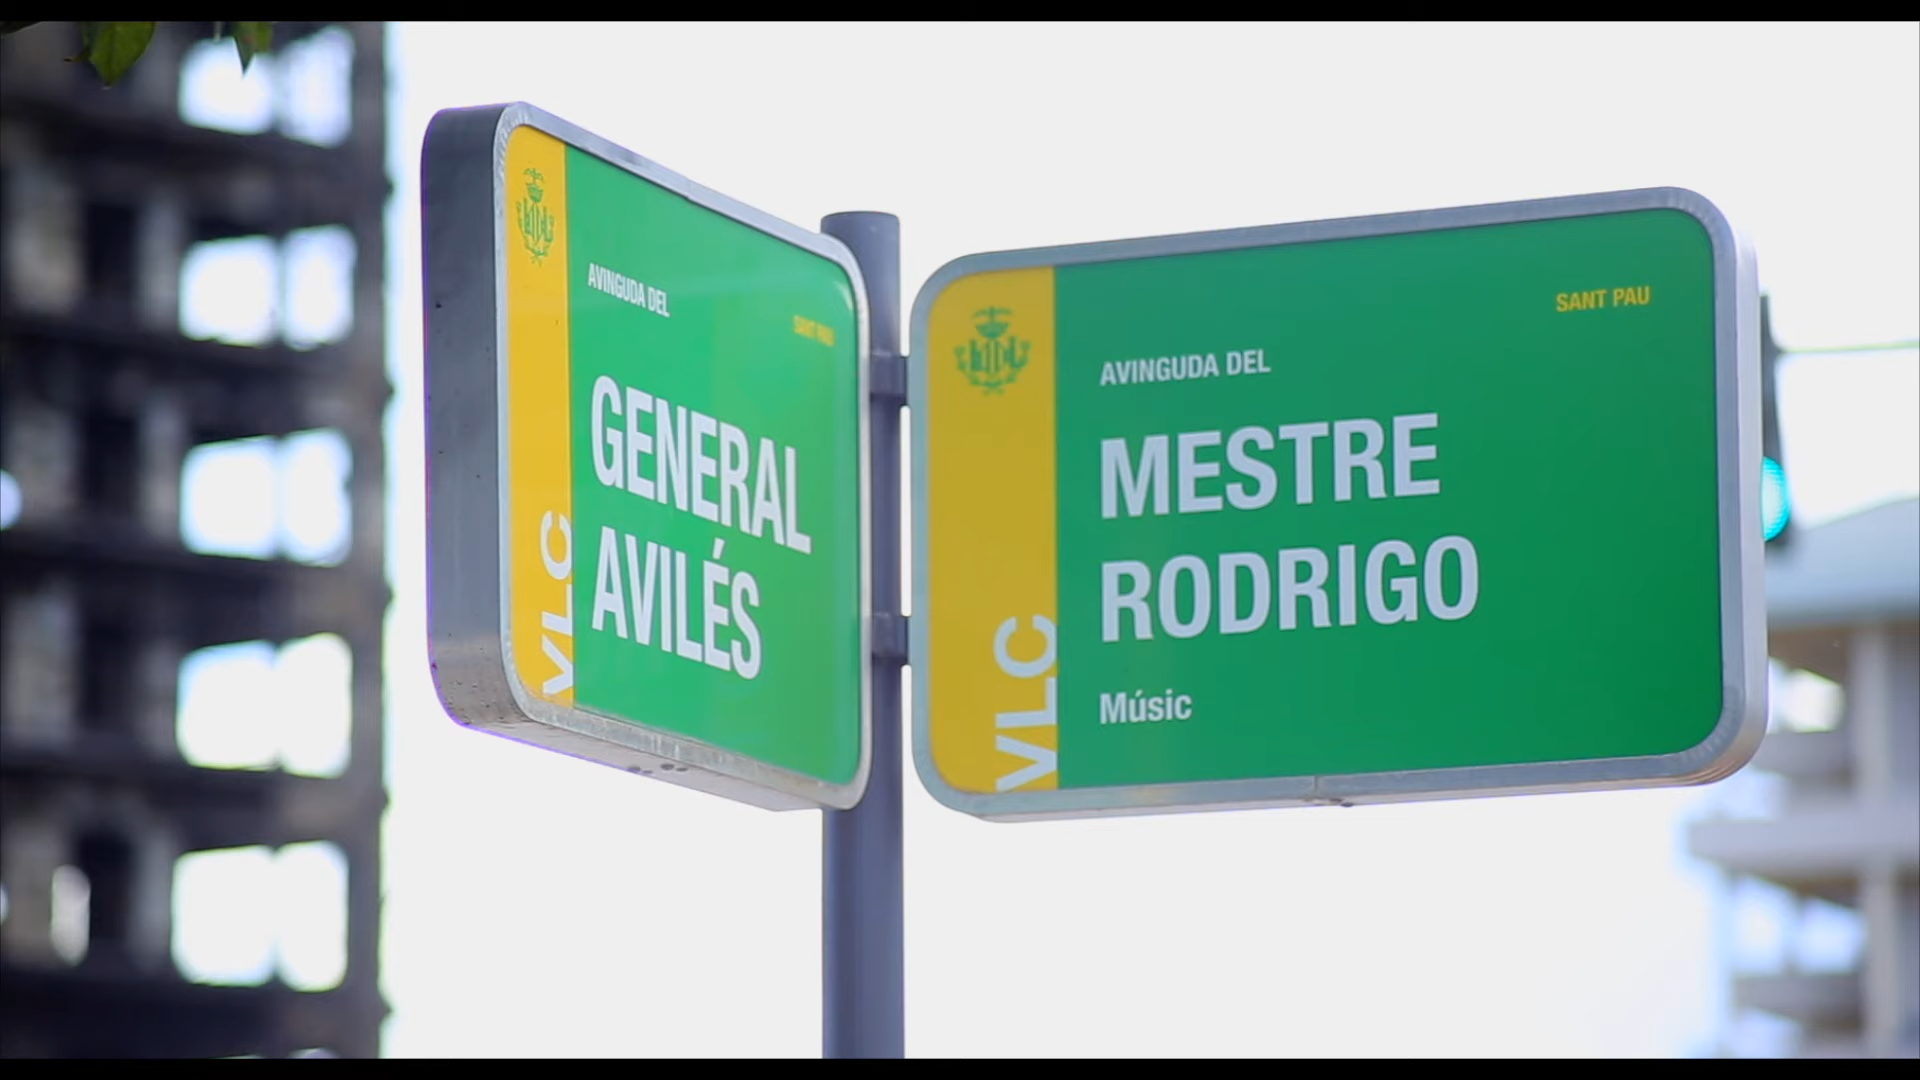 AVINGUDA DEL
SANT PAU
GENERAL
AVILÉS
VLC
AVINGUDA DEL
SANT PAU
MESTRE
RODRIGO
Músic
VLC